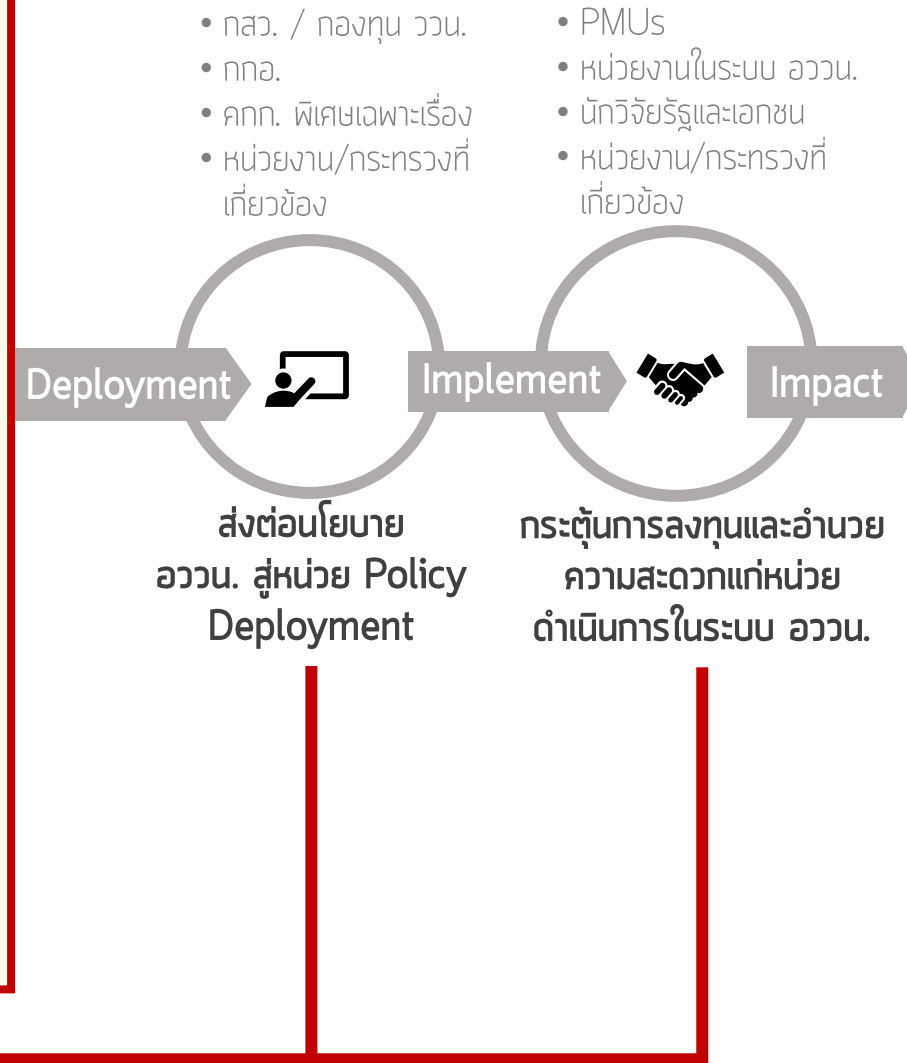 • กสว. / กองทุน ววน.
• กกอ.
• คกก. พิเศษเฉพาะเรื่อง
• หน่วยงาน/กระทรวงที่
เกี่ยวข้อง
• PMUs
• หน่วยงานในระบบ อววน.
• นักวิจัยรัฐและเอกชน
• หน่วยงาน/กระทรวงที่
เกี่ยวข้อง
Deployment
Implement
Impact
ส่งต่อนโยบาย
อววน. สู่หน่วย Policy
Deployment
กระตุ้นการลงทุนและอำนวย
ความสะดวกแก่หน่วย
ดำเนินการในระบบ อววน.